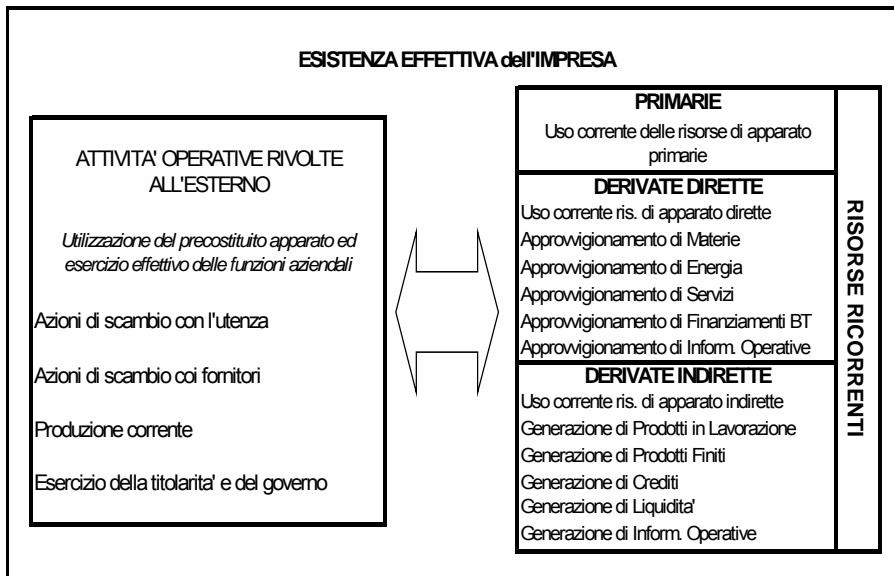 ESISTENZA EFFETTIVA dell'IMPRESA
ATTIVITA' OPERATIVE RIVOLTE
ALL'ESTERNO
Utilizzazione del precostituito apparato ed
esercizio effettivo delle funzioni aziendali
Azioni di scambio con l'utenza
Azioni di scambio coi fornitori
Produzione corrente
Esercizio della titolarita' e del governo
PRIMARIE
Uso corrente delle risorse di apparato
primarie
DERIVATE DIRETTE
Uso corrente ris. di apparato dirette
Approvvigionamento di Materie
Approvvigionamento di Energia
Approvvigionamento di Servizi
Approvvigionamento di Finanziamenti BT
Approvvigionamento di Inform. Operative
DERIVATE INDIRETTE
Uso corrente ris. di apparato indirette
Generazione di Prodotti in Lavorazione
Generazione di Prodotti Finiti
Generazione di Crediti
Generazione di Liquidita'
Generazione di Inform. Operative
RISORSE RICORRENTI